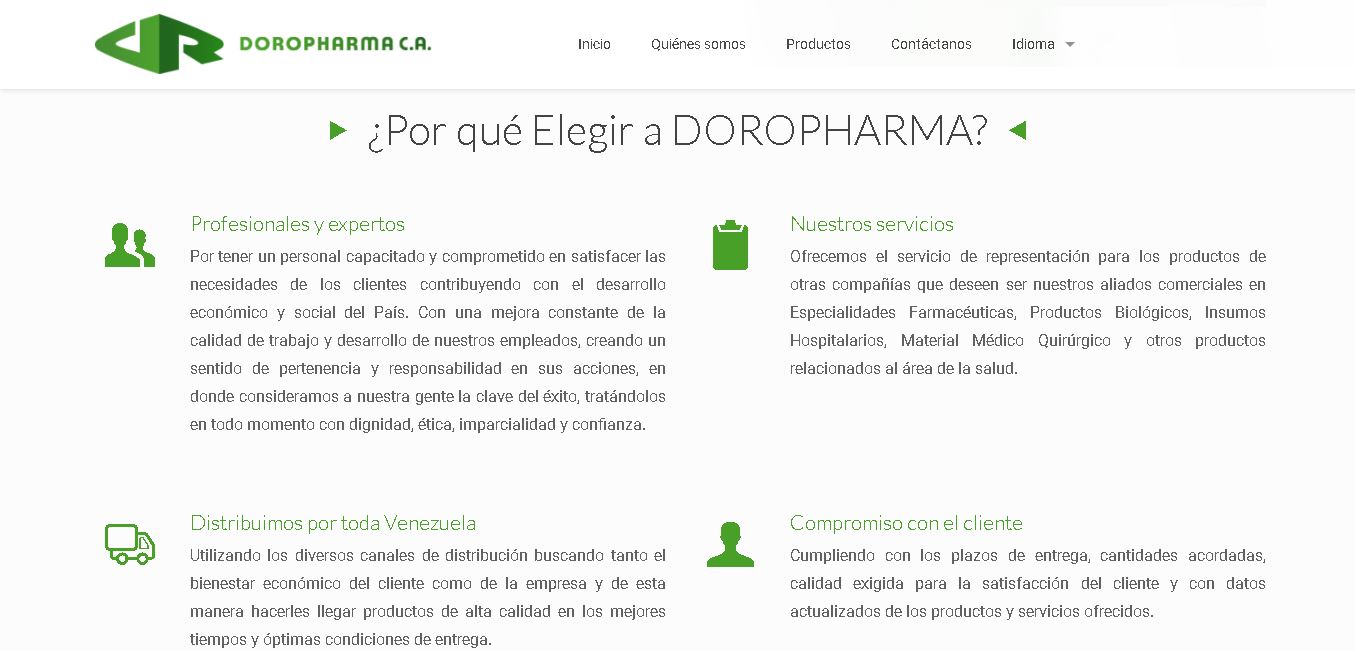 DOROPHARMA C.A.
Inicio
Quiénes somos
Productos
Contáctanos
Idioma
¿Por qué Elegir a DOROPHARMA?
Profesionales y expertos
Por tener un personal capacitado y comprometido en satisfacer las
necesidades de los clientes contribuyendo con el desarrollo
económico y social del País. Con una mejora constante de la
calidad de trabajo y desarrollo de nuestros empleados, creando un
sentido de pertenencia y responsabilidad en sus acciones, en
donde consideramos a nuestra gente la clave del éxito, tratándolos
en todo momento con dignidad, ética, imparcialidad y confianza.
Nuestros servicios
Ofrecemos el servicio de representación para los productos de
otras compañías que deseen ser nuestros aliados comerciales en
Especialidades Farmacéuticas, Productos Biológicos, Insumos
Hospitalarios, Material Médico Quirúrgico y otros productos
relacionados al área de la salud.
Distribuimos por toda Venezuela
Utilizando los diversos canales de distribución buscando tanto el
bienestar económico del cliente como de la empresa y de esta
manera hacerles llegar productos de alta calidad en los mejores
tiempos y óptimas condiciones de entrega.
Compromiso con el cliente
Cumpliendo con los plazos de entrega, cantidades acordadas,
calidad exigida para la satisfacción del cliente y con datos
actualizados de los productos y servicios ofrecidos.